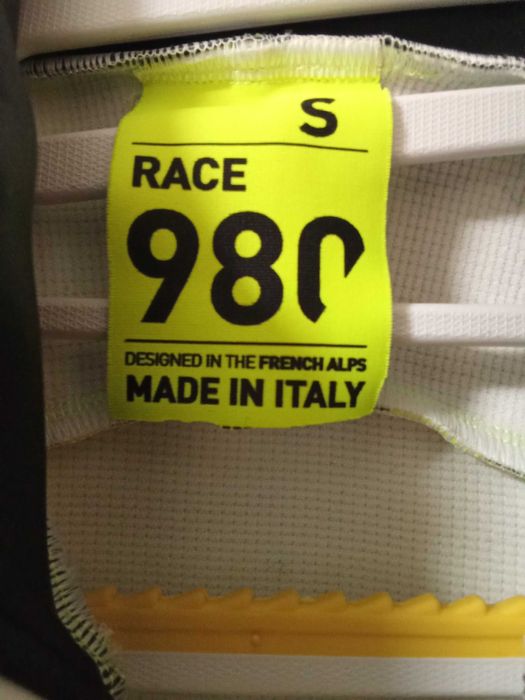 S
RACE
980
DESIGNED IN THE FRENCH ALPS
MADE IN ITALY